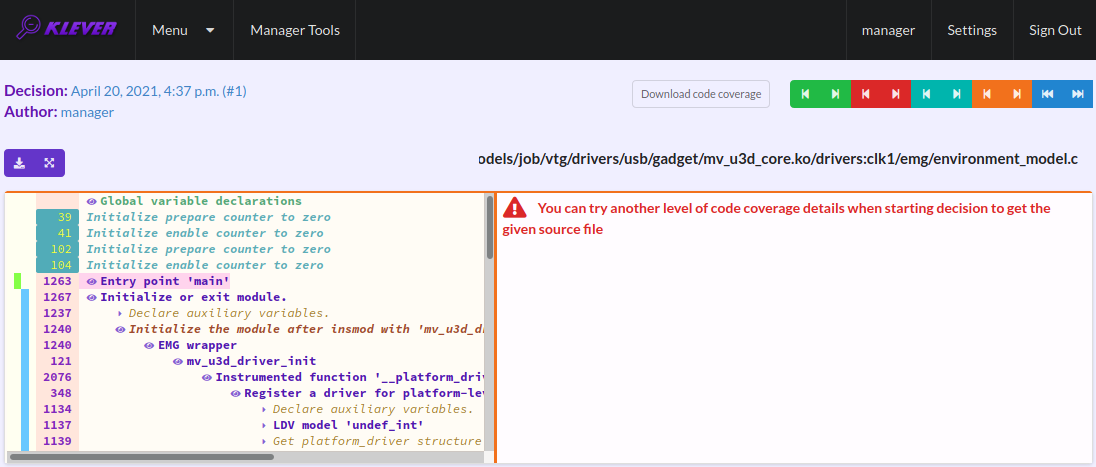 KLEVER Menu Manager Tools manager Settings Sign Out
Decision: April 20, 2021, 4:37 p.m. (#1)
Author: manager
Download code coverage
odels/job/vtg/drivers/usb/gadget/mv_u3d_core.ko/drivers:clk1/emg/environment_model.c
Global variable declarations
39 Initialize prepare counter to zero
41 Initialize enable counter to zero
102 Initialize prepare counter to zero
104 Initialize enable counter to zero
1263 Entry point 'main'
1267 Initialize or exit module.
1237 Declare auxiliary variables.
1240 Initialize the module after insmod with 'mv_u3d_d
1240 EMG wrapper
121 mv_u3d_driver_init
2076 Instrumented function '__platform_driv
348 Register a driver for platform-lev
1134 Declare auxiliary variables.
1137 LDV model 'undef_int'
1139 Get platform_driver structure
You can try another level of code coverage details when starting decision to get the
given source file